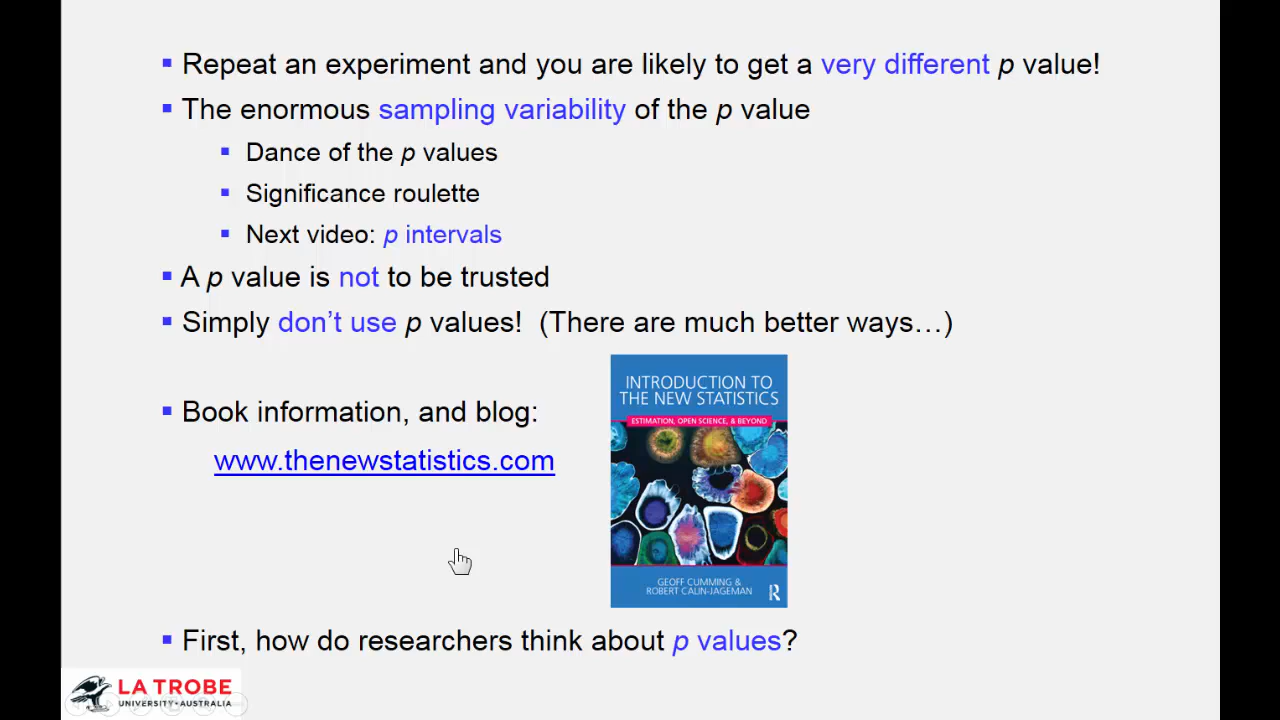 Repeat an experiment and you are likely to get a very different p value!
The enormous sampling variability of the p value
Dance of the p values
Significance roulette
Next video: p intervals
A p value is not to be trusted
Simply don't use p values! (There are much better ways…)
Book information, and blog:
www.thenewstatistics.com
INTRODUCTION TO
THE NEW STATISTICS
ESTIMATION, OPEN SCIENCE, & BEYOND
GEOFF CUMMING &
ROBERT CALIN-JAGEMAN
R
First, how do researchers think about p values?
LA TROBE
UNIVERSITY•AUSTRALIA